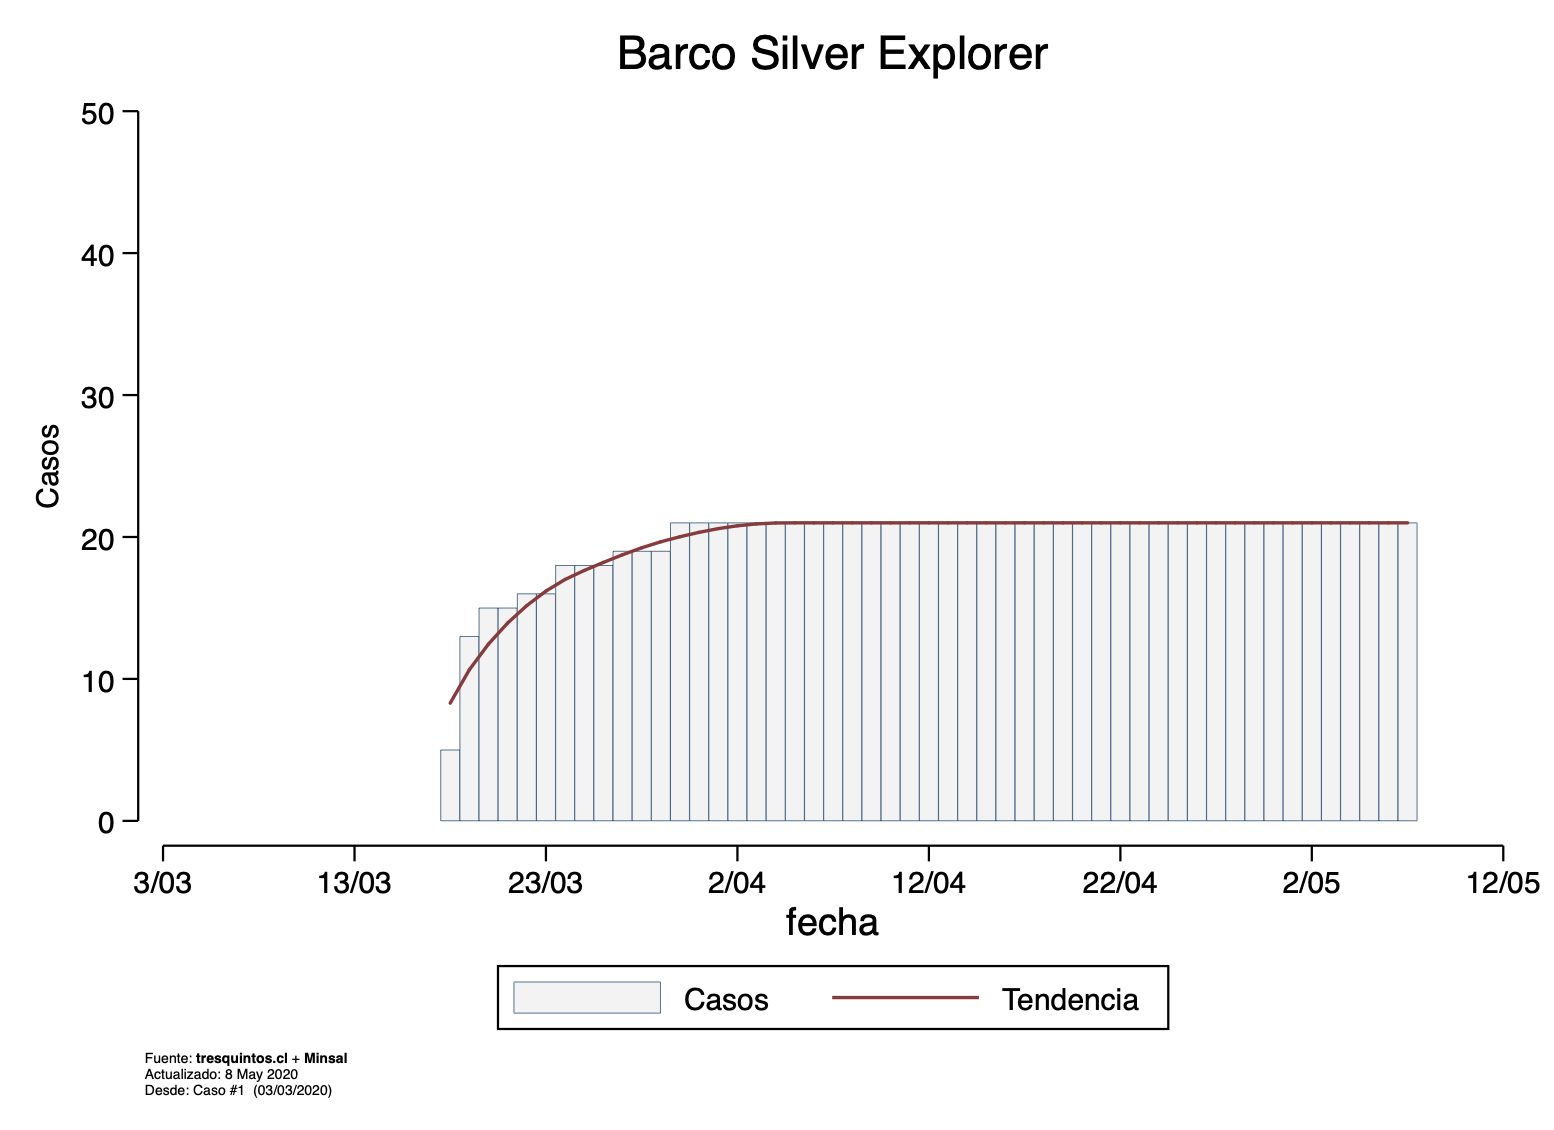 Barco Silver Explorer
50
40
30
20
10
0
Casos
3/03 13/03 23/03 2/04 12/04 22/04 2/05 12/05
fecha
Casos Tendencia
Fuente: tresquintos.cl + Minsal
Actualizado: 8 May 2020
Desde: Caso #1 (03/03/2020)